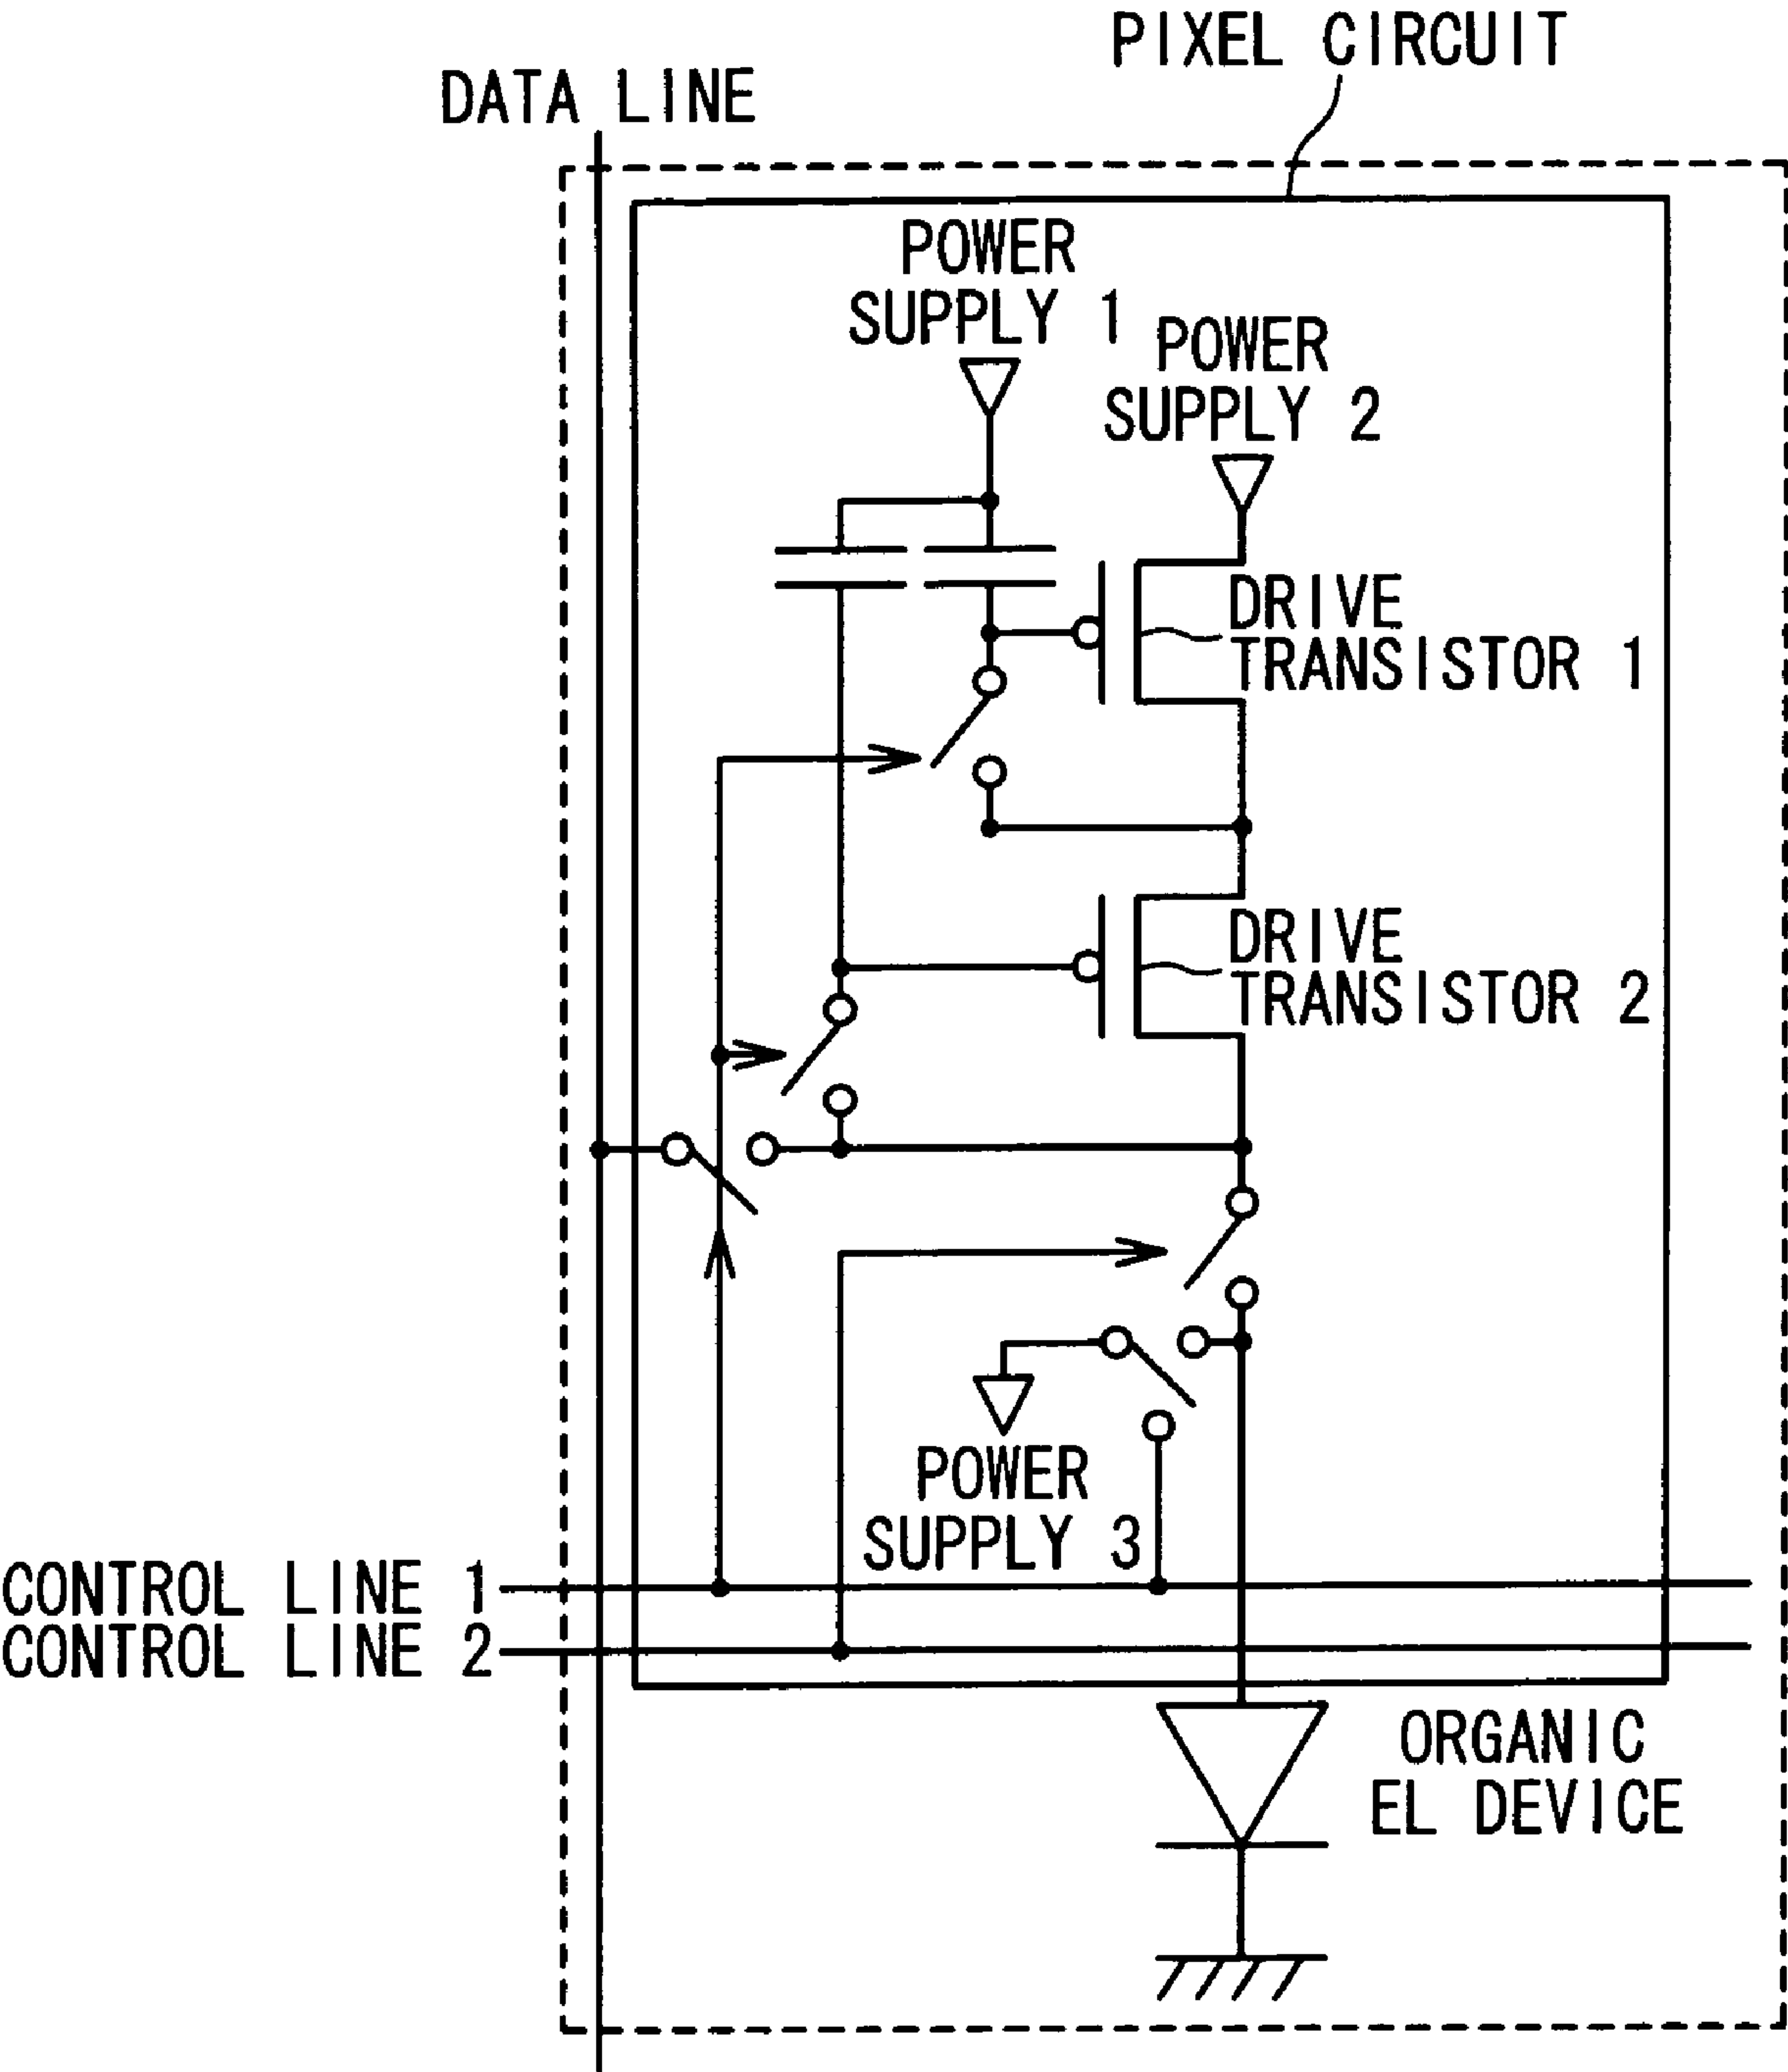 PIXEL CIRCUIT
DATA LINE
POWER
SUPPLY 1
POWER
SUPPLY 2
DRIVE
TRANSISTOR 1
DRIVE
TRANSISTOR 2
POWER
SUPPLY 3
CONTROL LINE 1
CONTROL LINE 2
ORGANIC
EL DEVICE